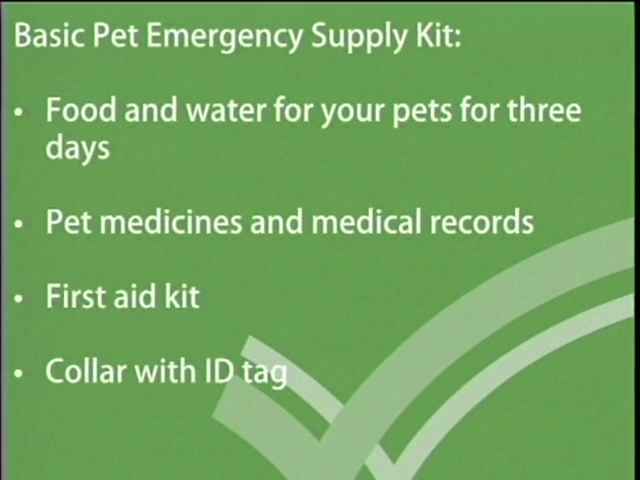 Basic Pet Emergency Supply Kit:
• Food and water for your pets for three
days
• Pet medicines and medical records
• First aid kit
• Collar with ID tag